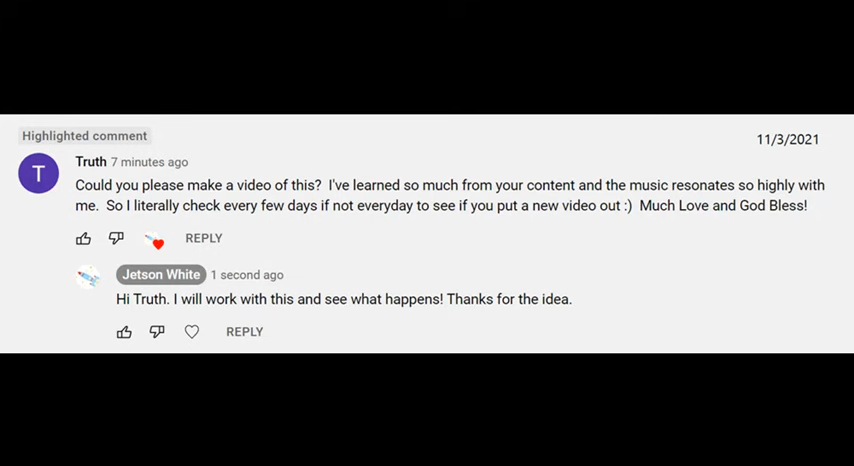 Highlighted comment
11/3/2021
T
Truth 7 minutes ago
Could you please make a video of this?  I've learned so much from your content and the music resonates so highly with
me.  So I literally check every few days if not everyday to see if you put a new video out :)  Much Love and God Bless!
REPLY
Jetson White 1 second ago
Hi Truth. I will work with this and see what happens! Thanks for the idea.
REPLY